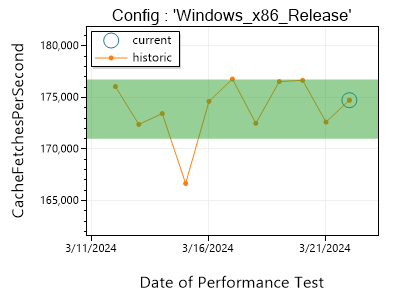 Config : 'Windows_x86_Release'
current
historic
CacheFetchesPerSecond
180,000
175,000
170,000
165,000
3/11/2024
3/16/2024
3/21/2024
Date of Performance Test